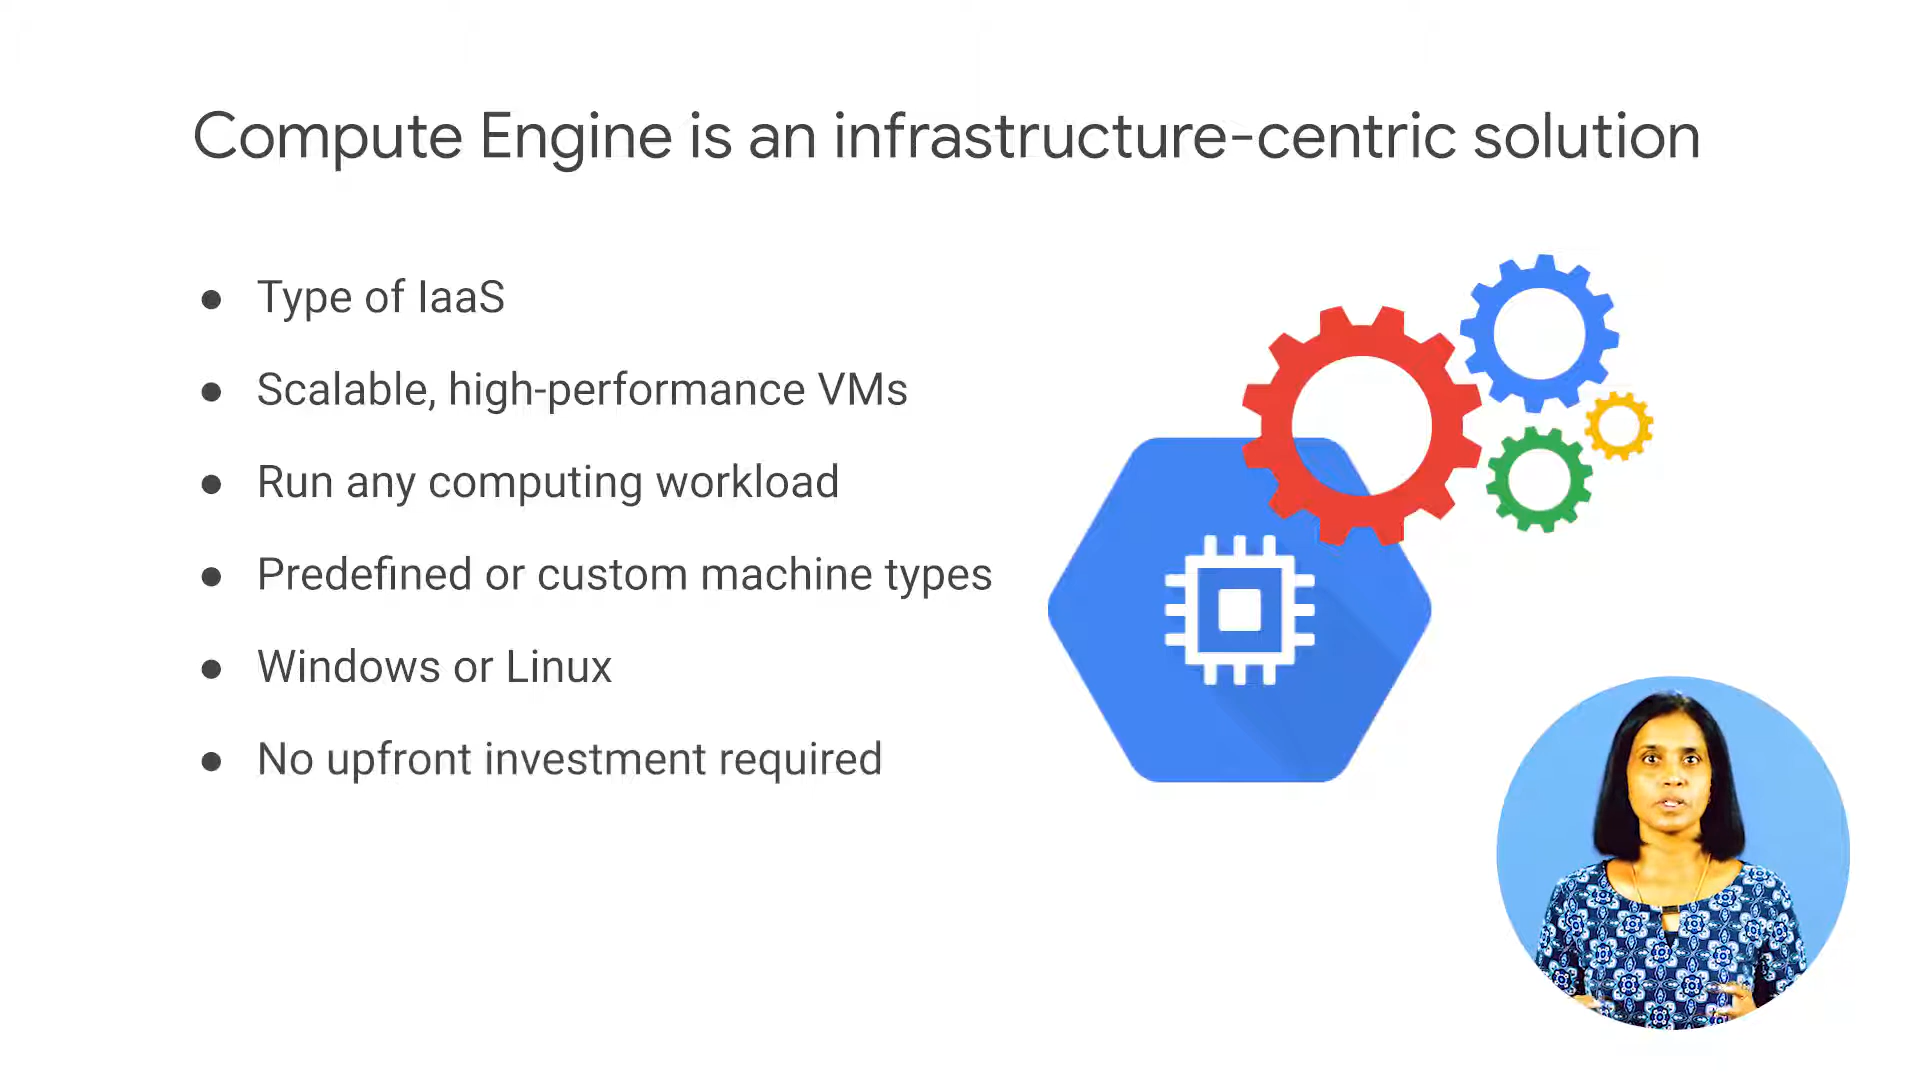 Compute Engine is an infrastructure-centric solution
● Type of IaaS
● Scalable, high-performance VMs
● Run any computing workload
● Predefined or custom machine types
● Windows or Linux
● No upfront investment required